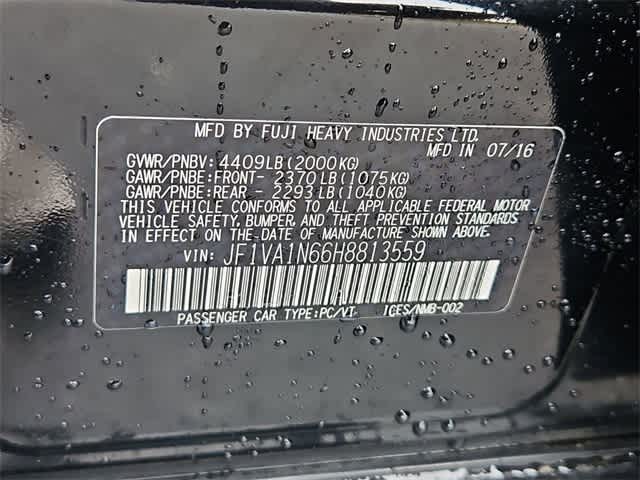 MFD BY FUJI HEAVY INDUSTRIES LTD.
MFD IN 07/16
GVWR/PNBV: 4409LB(2000KG)
GAWR/PNBE:FRONT- 2370LB(1075KG)
GAWR/PNBE:REAR - 2293LB(1040KG)
THIS VEHICLE CONFORMS TO ALL APPLICABLE FEDERAL MOTOR
VEHICLE SAFETY, BUMPER, AND THEFT PREVENTION STANDARDS
IN EFFECT ON THE DATE OF MANUFACTURE SHOWN ABOVE.
VIN: JF1VA1N66H8813559
PASSENGER CAR TYPE:PC/VT ICES/NMB-002